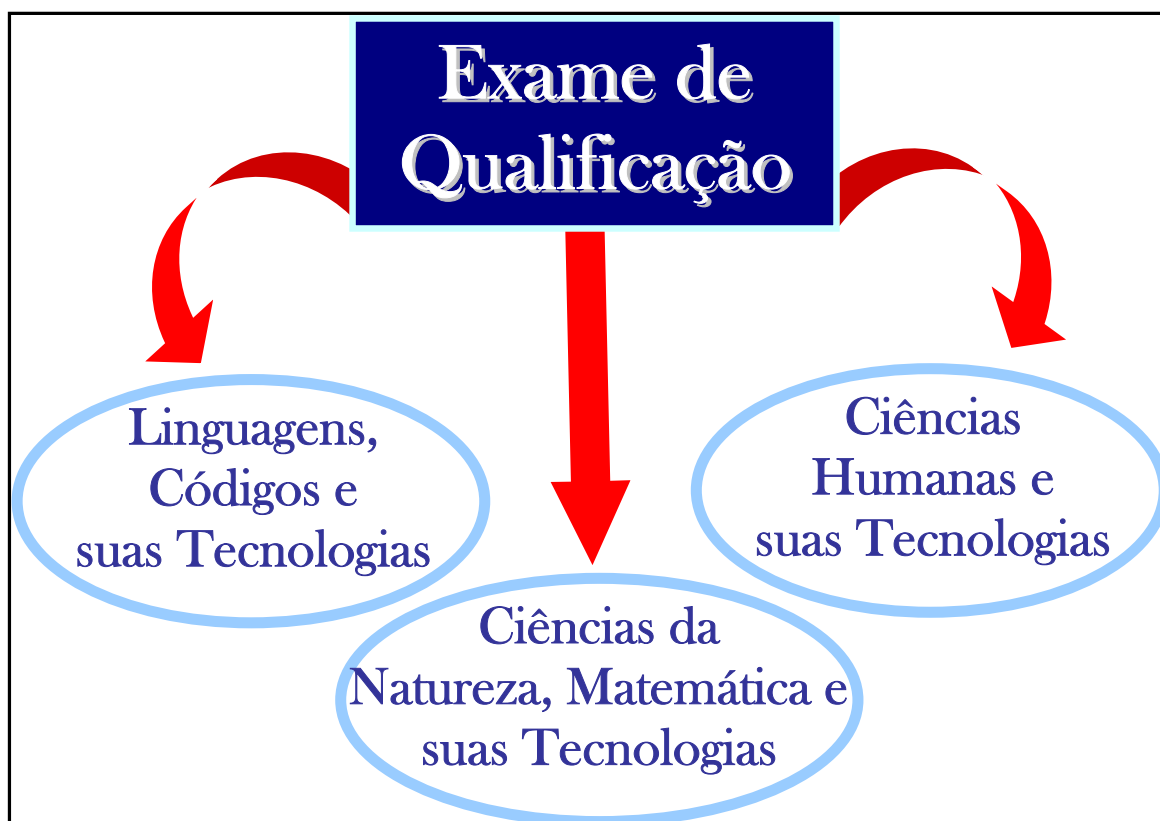 Exame de
Qualificação
Linguagens,
Códigos e
suas Tecnologias
Ciências da
Natureza, Matemática e
suas Tecnologias
Ciências
Humanas e
suas Tecnologias